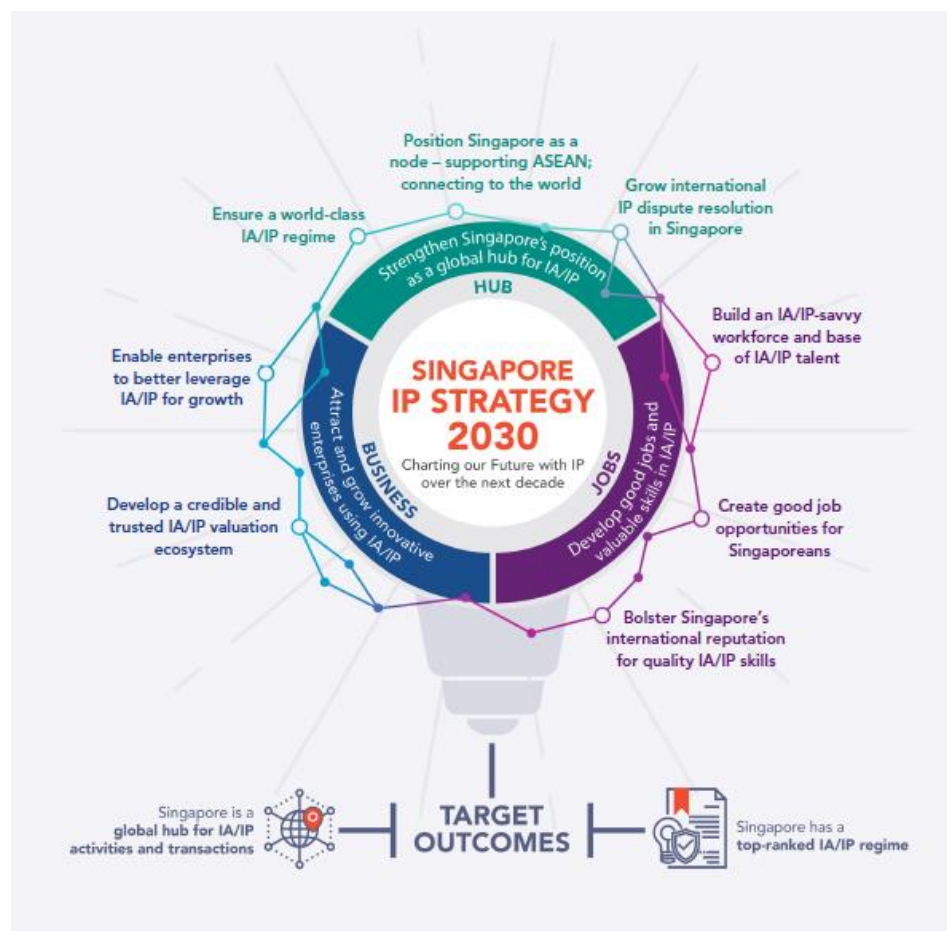 Position Singapore as a
node – supporting ASEAN;
connecting to the world
Grow international
IP dispute resolution
in Singapore
Ensure a world-class
IA/IP regime
Strengthen Singapore's position
as a global hub for IA/IP
HUB
Build an IA/IP-savvy
workforce and base
of IA/IP talent
Enable enterprises
to better leverage
IA/IP for growth
SINGAPORE
IP STRATEGY
2030
Charting our Future with IP
over the next decade
Attract and grow innovative
enterprises using IA/IP
BUSINESS
JOBS
Develop good jobs and
valuable skills in IA/IP
Develop a credible and
trusted IA/IP valuation
ecosystem
Create good job
opportunities for
Singaporeans
Bolster Singapore's
international reputation
for quality IA/IP skills
Singapore is a
global hub for IA/IP
activities and transactions
TARGET
OUTCOMES
Singapore has a
top-ranked IA/IP regime